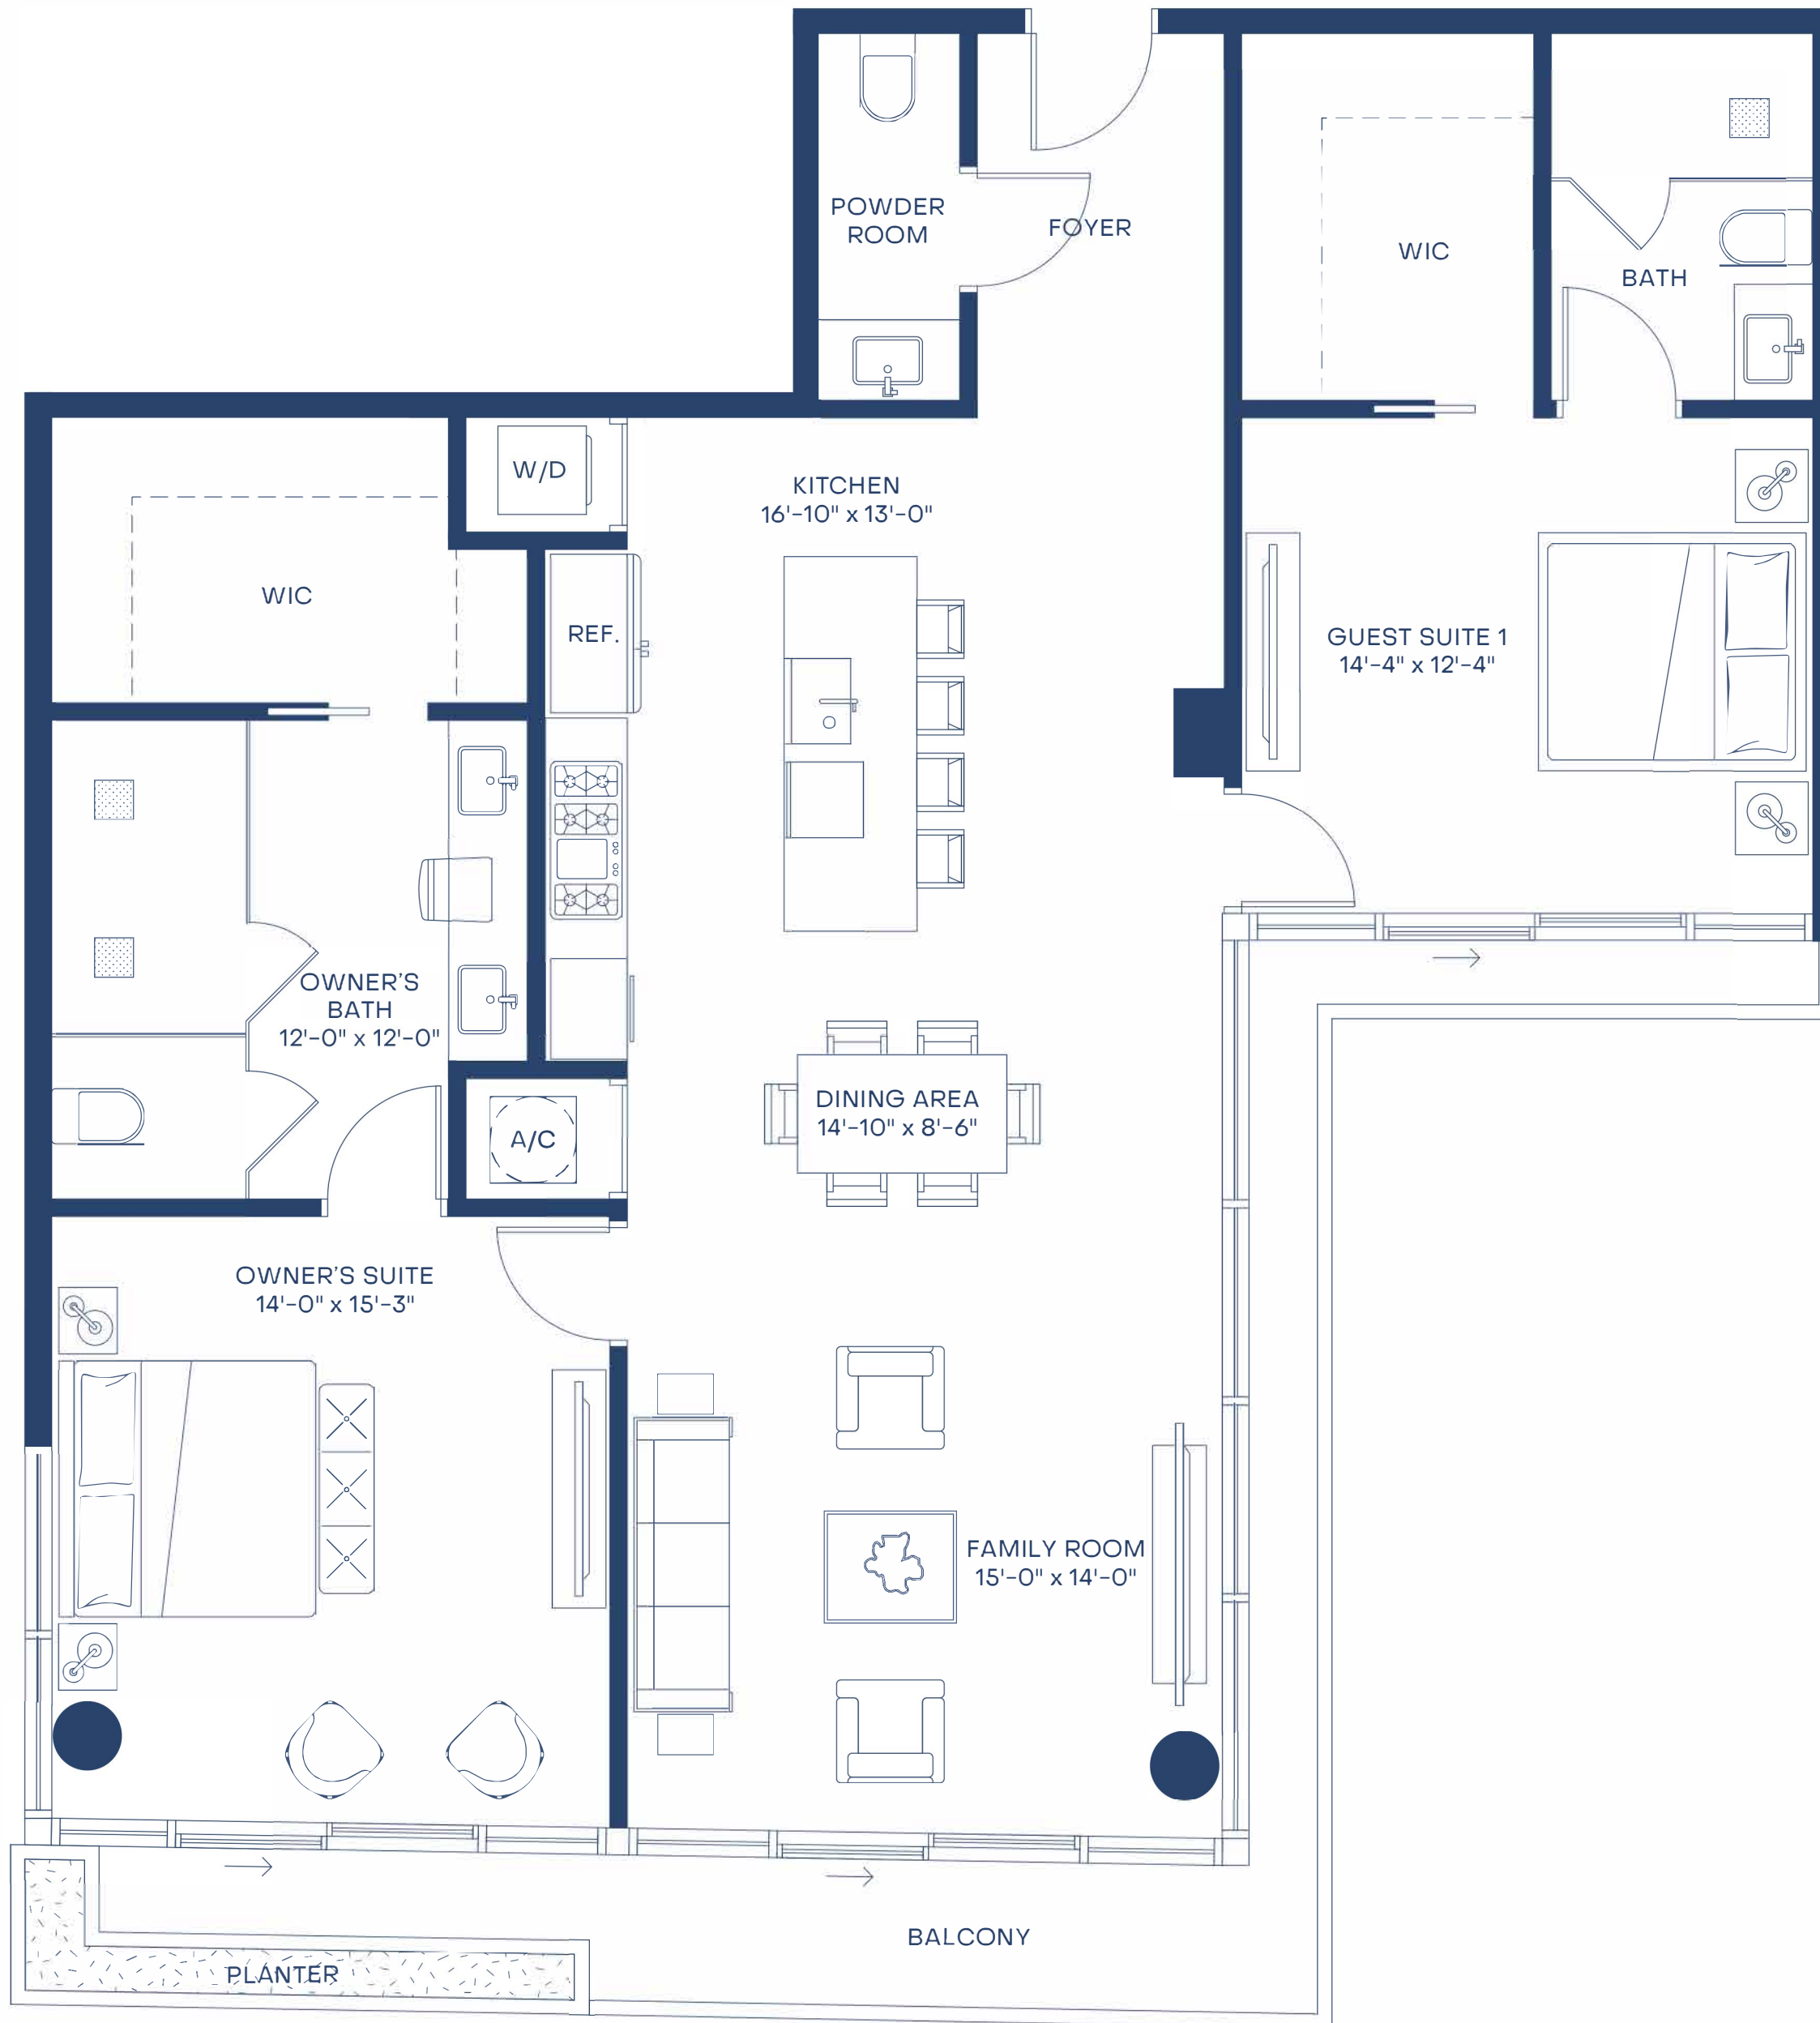 POWDER
ROOM
FOYER
WIC
BATH
W/D
KITCHEN
16'-10" x 13'-0"
WIC
REF.
GUEST SUITE 1
14'-4" x 12'-4"
OWNER'S
BATH
12'-0" x 12'-0"
DINING AREA
14'-10" x 8'-6"
A/C
OWNER'S SUITE
14'-0" x 15'-3"
FAMILY ROOM
15'-0" x 14'-0"
BALCONY
PLANTER